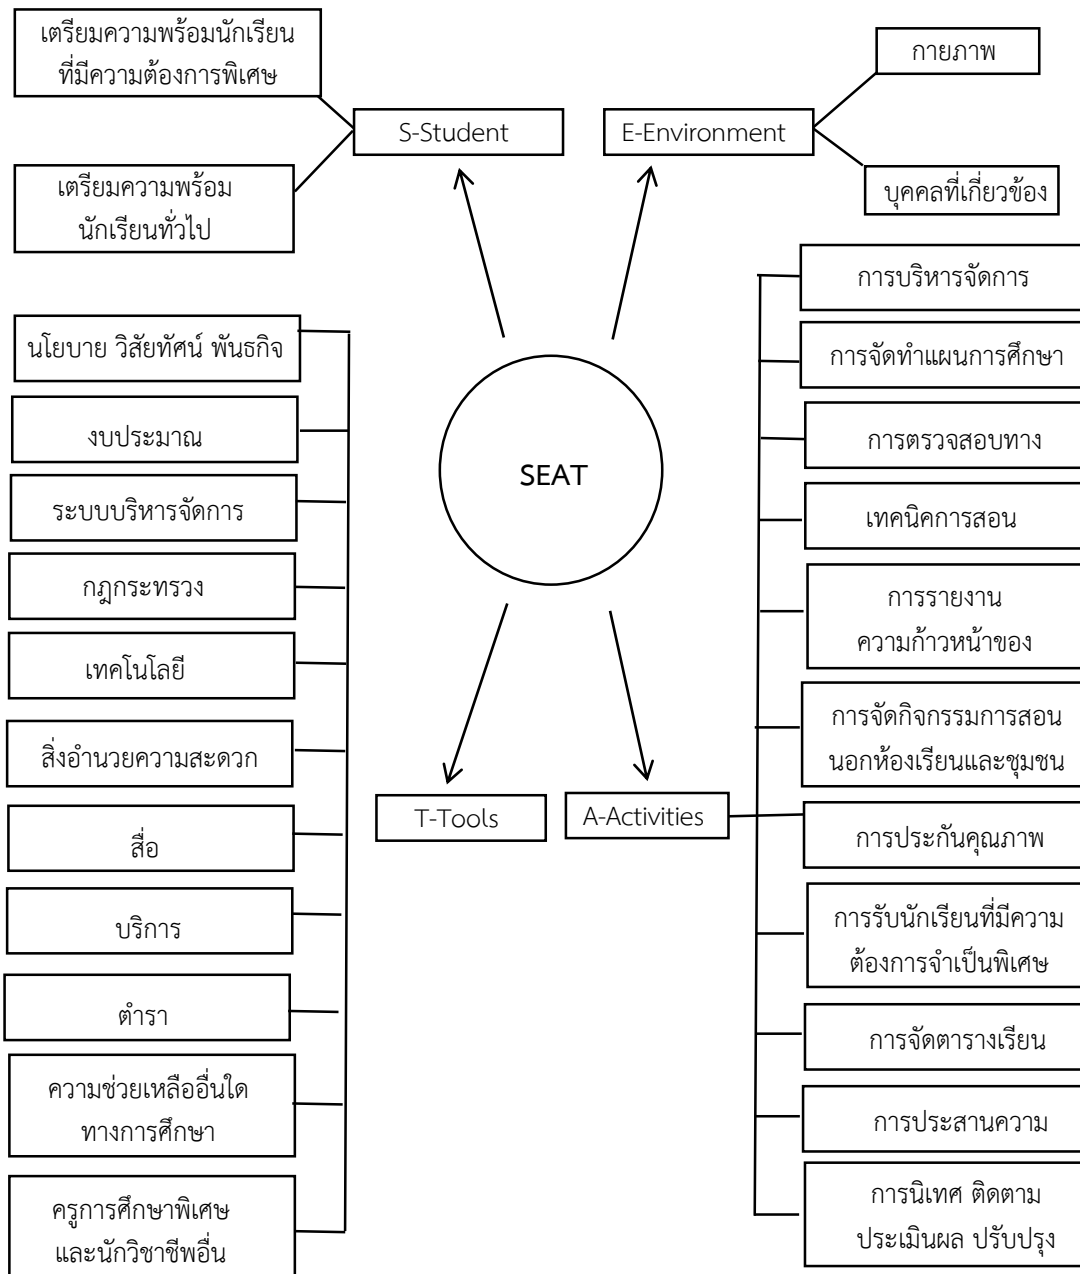 เตรียมความพร้อมนักเรียน
ที่มีความต้องการพิเศษ
S-Student
เตรียมความพร้อม
นักเรียนทั่วไป
E-Environment
กายภาพ
บุคคลที่เกี่ยวข้อง
SEAT
นโยบาย วิสัยทัศน์ พันธกิจ
งบประมาณ
ระบบบริหารจัดการ
กฎกระทรวง
เทคโนโลยี
สิ่งอำนวยความสะดวก
สื่อ
บริการ
ตำรา
ความช่วยเหลืออื่นใด
ทางการศึกษา
ครูการศึกษาพิเศษ
และนักวิชาชีพอื่น
T-Tools
A-Activities
การบริหารจัดการ
การจัดทำแผนการศึกษา
การตรวจสอบทาง
เทคนิคการสอน
การรายงาน
ความก้าวหน้าของ
การจัดกิจกรรมการสอน
นอกห้องเรียนและชุมชน
การประกันคุณภาพ
การรับนักเรียนที่มีความ
ต้องการจำเป็นพิเศษ
การจัดตารางเรียน
การประสานความ
การนิเทศ ติดตาม
ประเมินผล ปรับปรุง